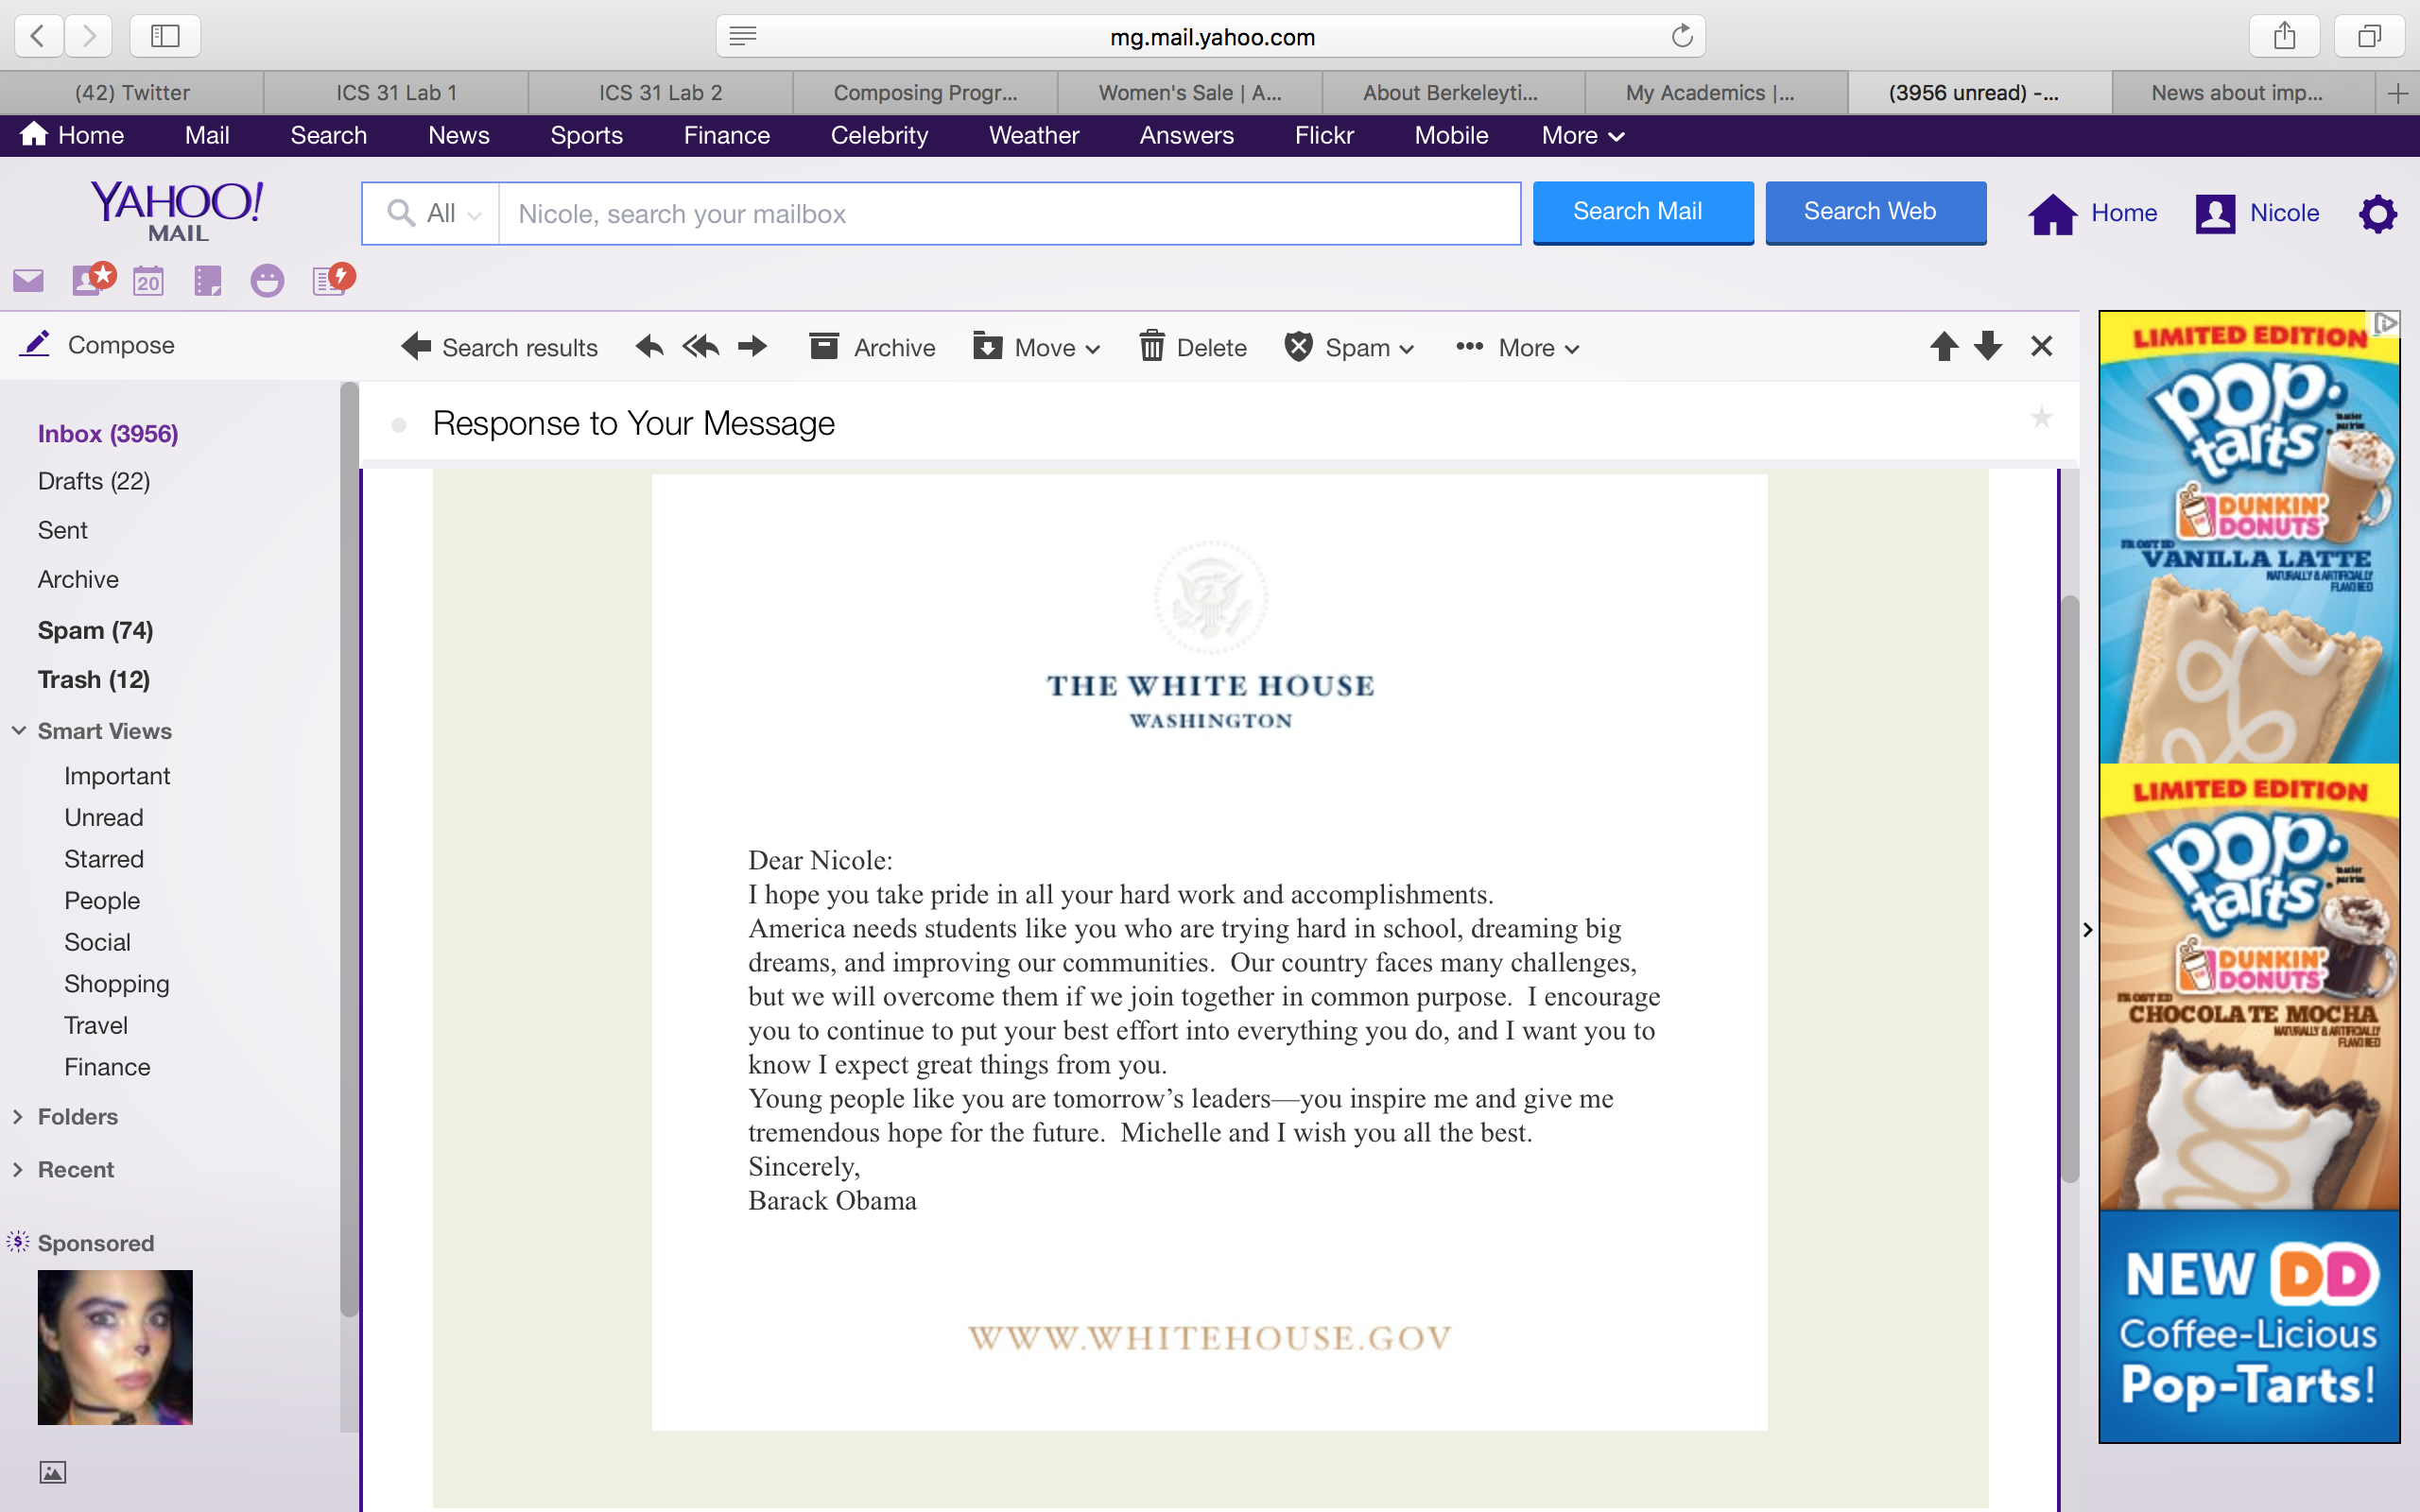 mg.mail.yahoo.com
(42) Twitter
ICS 31 Lab 1
ICS 31 Lab 2
Composing Progr...
Women's Sale | A...
About Berkeleyti...
My Academics |...
(3956 unread) -...
News about imp...
Home Mail Search News Sports Finance Celebrity Weather Answers Flickr Mobile More
YAHOO!
MAIL
All
Nicole, search your mailbox
Search Mail
Search Web
Home
Nicole
20
Compose
Search results
Archive
Move
Delete
Spam
More
Inbox (3956)
Drafts (22)
Sent
Archive
Spam (74)
Trash (12)
Smart Views
Important
Unread
Starred
People
Social
Shopping
Travel
Finance
Folders
Recent
Sponsored
Response to Your Message
THE WHITE HOUSE
WASHINGTON
Dear Nicole:
I hope you take pride in all your hard work and accomplishments.
America needs students like you who are trying hard in school, dreaming big
dreams, and improving our communities.  Our country faces many challenges,
but we will overcome them if we join together in common purpose.  I encourage
you to continue to put your best effort into everything you do, and I want you to
know I expect great things from you.
Young people like you are tomorrow’s leaders—you inspire me and give me
tremendous hope for the future.  Michelle and I wish you all the best.
Sincerely,
Barack Obama
WWW.WHITEHOUSE.GOV
LIMITED EDITION
pop.
tarts
DUNKIN'
DONUTS
FROSTED
VANILLA LATTE
NATURALLY & ARTIFICIALLY
FLAVORED
LIMITED EDITION
pop.
tarts
DUNKIN'
DONUTS
FROSTED
CHOCOLATE MOCHA
NATURALLY & ARTIFICIALLY
FLAVORED
NEW DD
Coffee-Licious
Pop-Tarts!